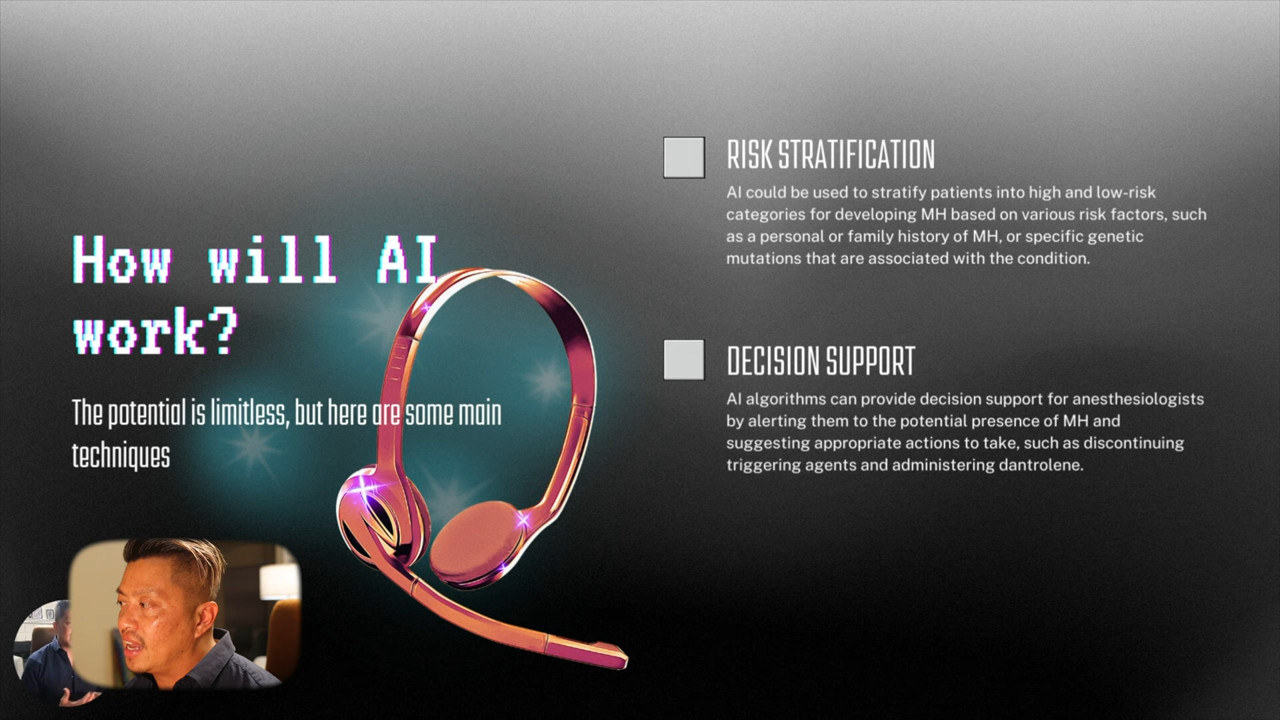 How will AI
work?
The potential is limitless, but here are some main
techniques
RISK STRATIFICATION
AI could be used to stratify patients into high and low-risk
categories for developing MH based on various risk factors, such
as a personal or family history of MH, or specific genetic
mutations that are associated with the condition.
DECISION SUPPORT
AI algorithms can provide decision support for anesthesiologists
by alerting them to the potential presence of MH and
suggesting appropriate actions to take, such as discontinuing
triggering agents and administering dantrolene.